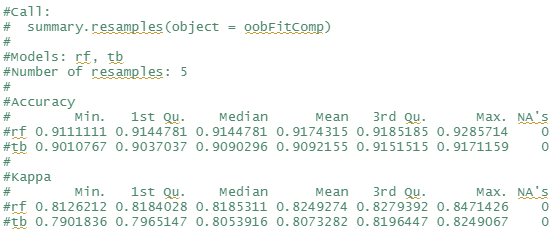 #Call:
#  summary.resamples(object = oobFitComp)
#
#Models: rf, tb
#Number of resamples: 5
#
#Accuracy
#        Min.   1st Qu.    Median      Mean   3rd Qu.      Max. NA's
#rf 0.9111111 0.9144781 0.9144781 0.9174315 0.9185185 0.9285714    0
#tb 0.9010767 0.9037037 0.9090296 0.9092155 0.9151515 0.9171159    0
#
#Kappa
#        Min.   1st Qu.    Median      Mean   3rd Qu.      Max. NA's
#rf 0.8126212 0.8184028 0.8185311 0.8249274 0.8279392 0.8471426    0
#tb 0.7901836 0.7965147 0.8053916 0.8073282 0.8196447 0.8249067    0